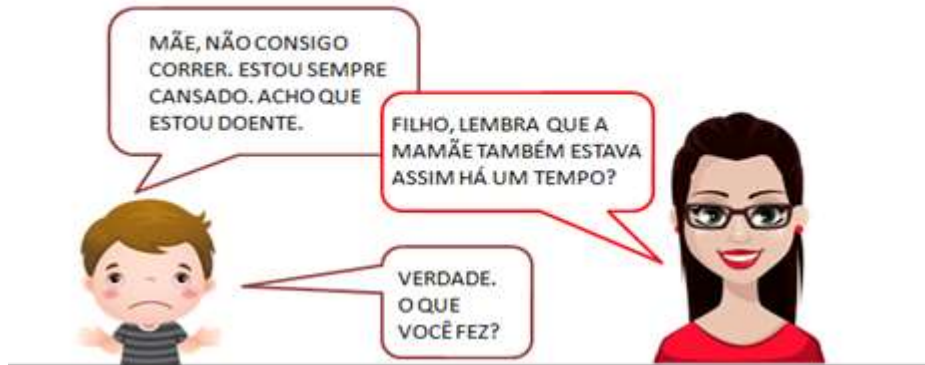 MÃE, NÃO CONSIGO
CORRER. ESTOU SEMPRE
CANSADO. ACHO QUE
ESTOU DOENTE.
FILHO, LEMBRA QUE A
MAMÃE TAMBÉM ESTAVA
ASSIM HÁ UM TEMPO?
VERDADE.
O QUE
VOCÊ FEZ?